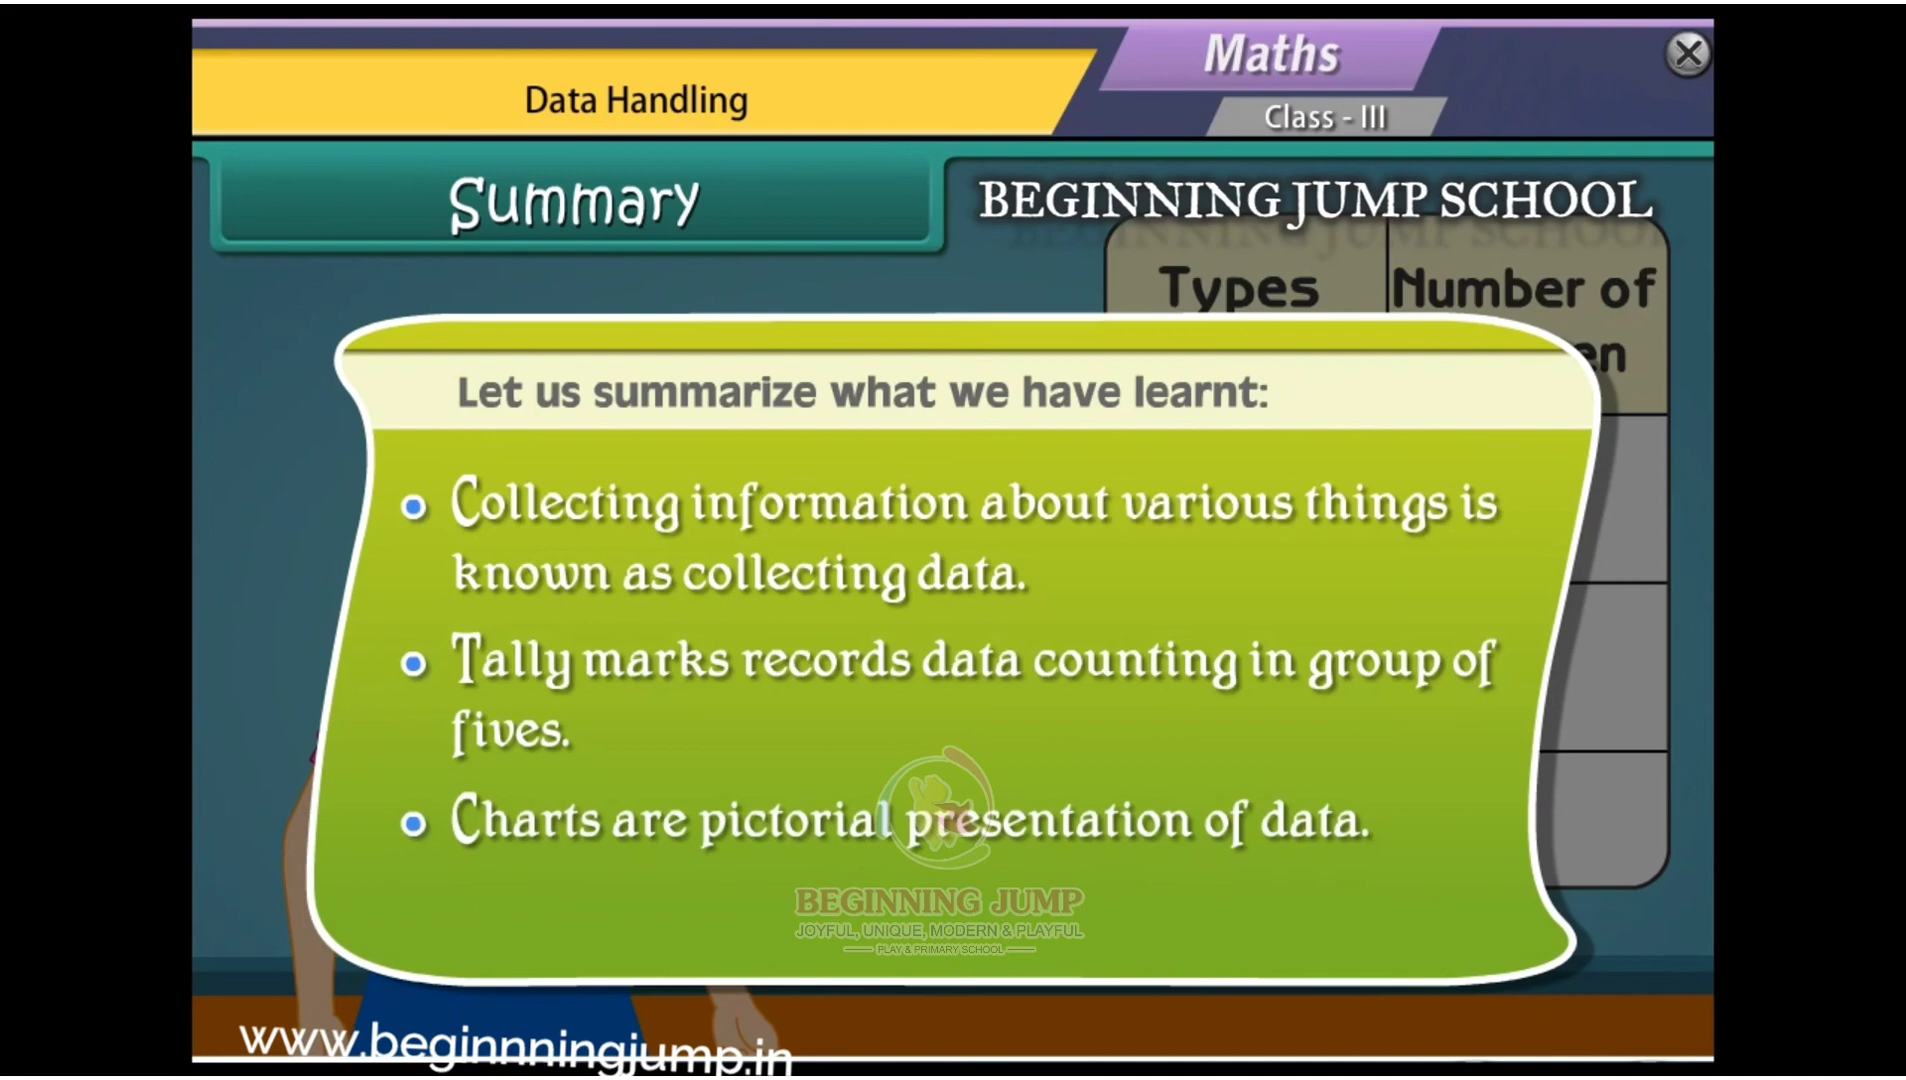 Maths
Data Handling
Class - III
Summary
BEGINNING JUMP SCHOOL
Types
Number of
en
Let us summarize what we have learnt:
Collecting information about various things is
known as collecting data.
Tally marks records data counting in group of
fives.
Charts are pictorial presentation of data.
BEGINNING JUMP
JOYFUL, UNIQUE, MODERN & PLAYFUL
PLAY & PRIMARY SCHOOL
www.beginnningjump.in